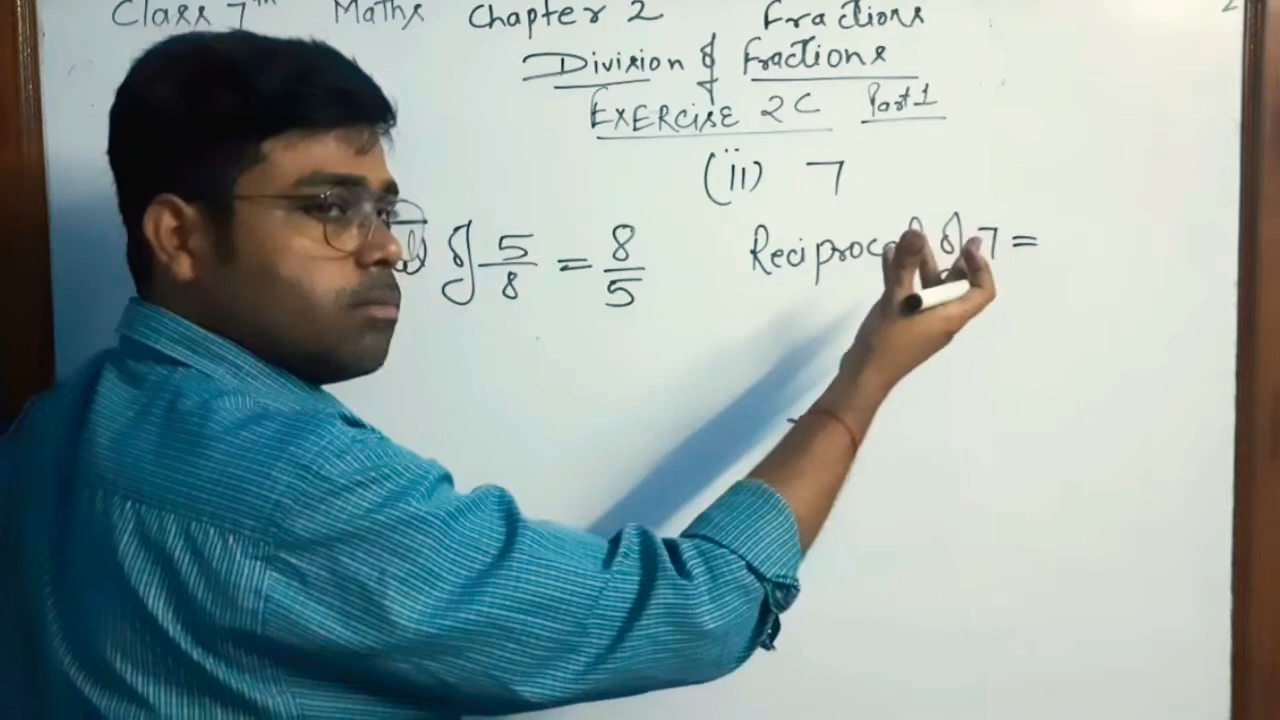 Class 7th Maths Chapter 2 Fractions
Division of Fractions
EXERCISE 2C Part 1
(ii) 7
of 5/8 = 8/5
Reciprocal of 7 =